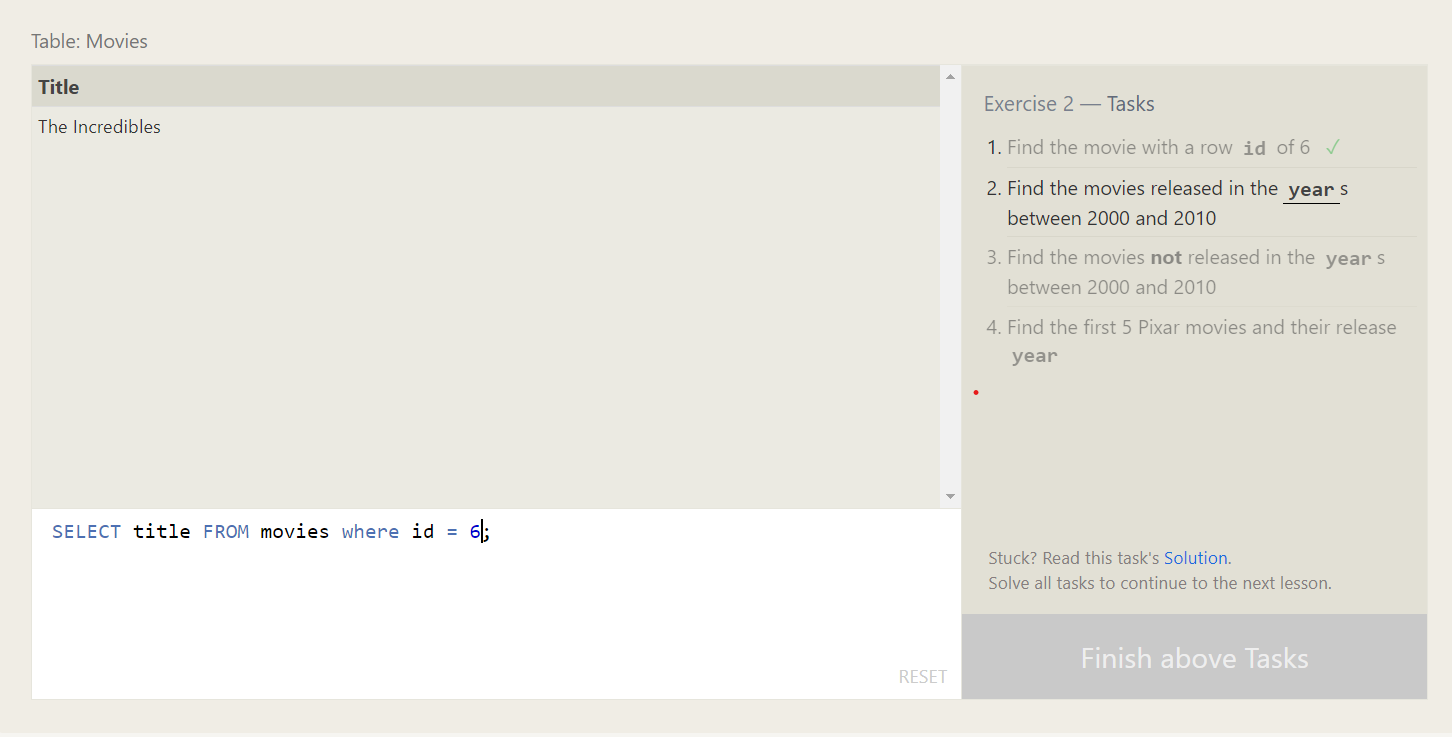 Table: Movies
Title
The Incredibles
SELECT title FROM movies where id = 6;
RESET
Exercise 2 — Tasks
1. Find the movie with a row id of 6 ✓
2. Find the movies released in the year s
between 2000 and 2010
3. Find the movies not released in the year s
between 2000 and 2010
4. Find the first 5 Pixar movies and their release
year
Stuck? Read this task's Solution.
Solve all tasks to continue to the next lesson.
Finish above Tasks